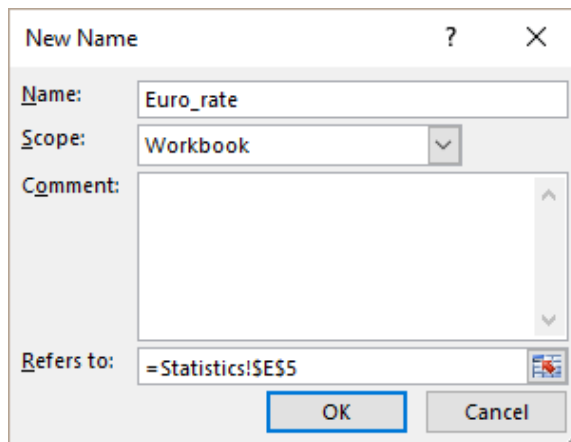 New Name
Name: Euro_rate
Scope: Workbook
Comment:
Refers to: =Statistics!$E$5
OK Cancel